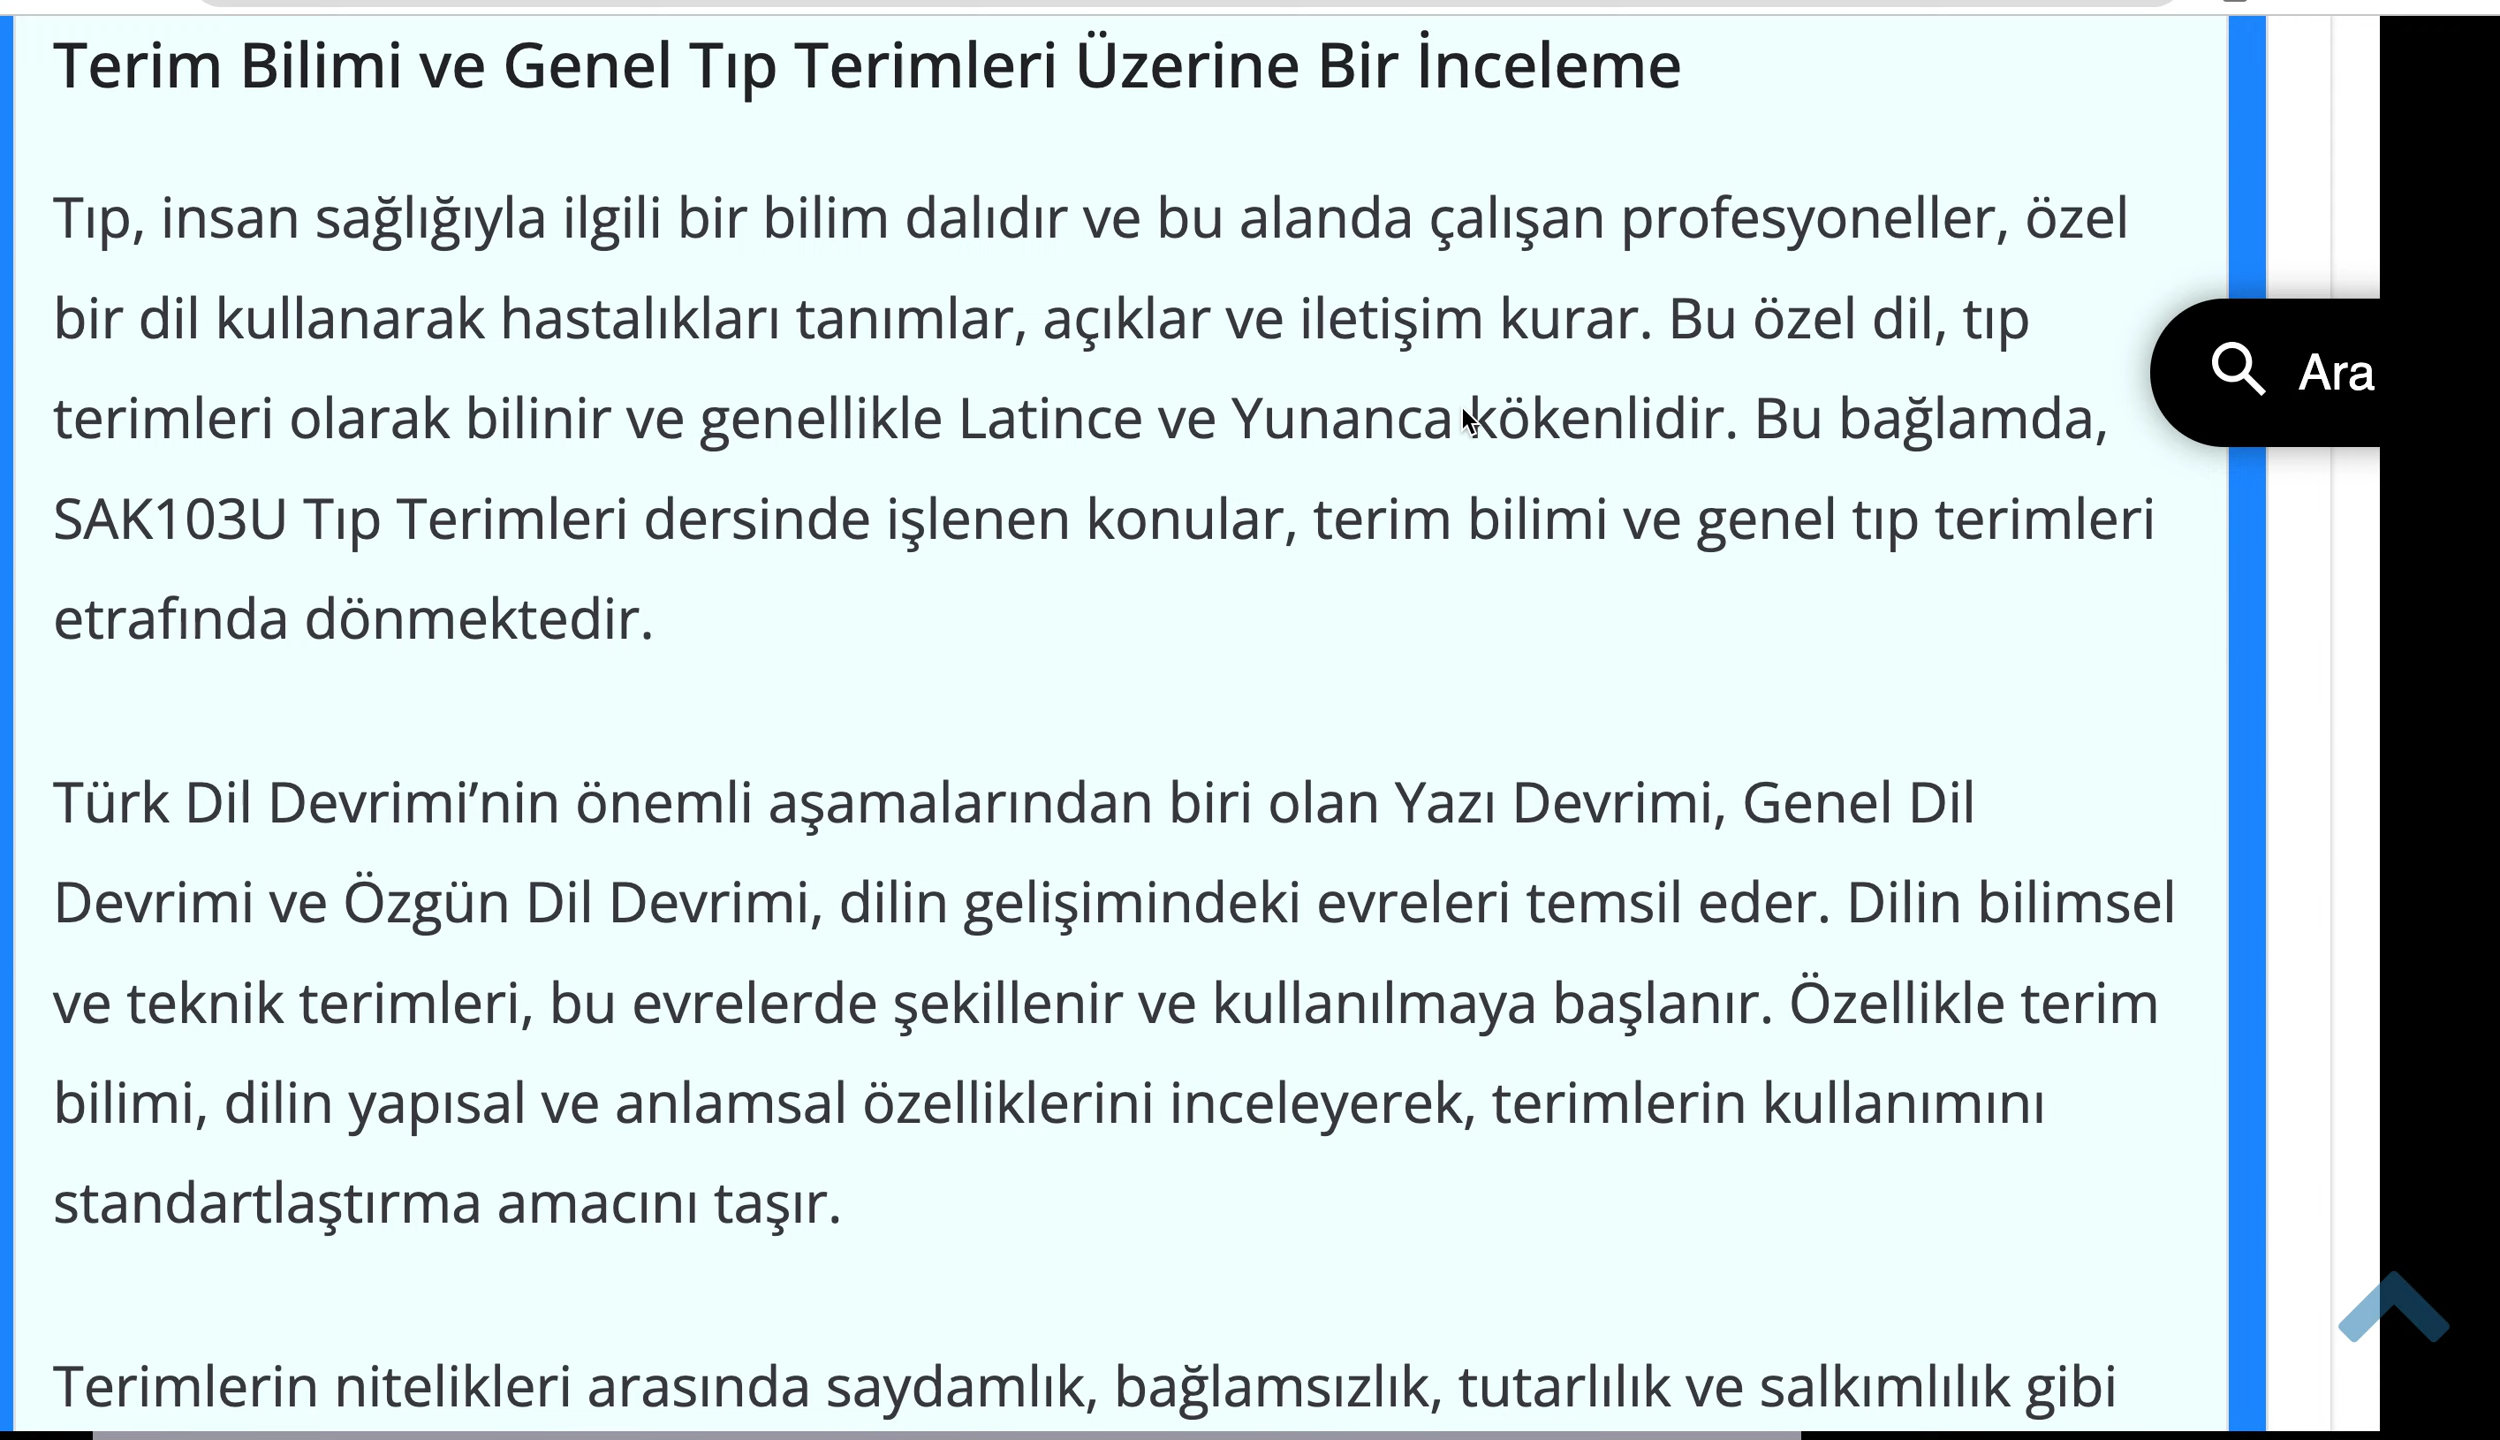 Terim Bilimi ve Genel Tıp Terimleri Üzerine Bir İnceleme
Tıp, insan sağlığıyla ilgili bir bilim dalıdır ve bu alanda çalışan profesyoneller, özel
bir dil kullanarak hastalıkları tanımlar, açıklar ve iletişim kurar. Bu özel dil, tıp
terimleri olarak bilinir ve genellikle Latince ve Yunanca kökenlidir. Bu bağlamda,
SAK103U Tıp Terimleri dersinde işlenen konular, terim bilimi ve genel tıp terimleri
etrafında dönmektedir.
Ara
Türk Dil Devrimi’nin önemli aşamalarından biri olan Yazı Devrimi, Genel Dil
Devrimi ve Özgün Dil Devrimi, dilin gelişimindeki evreleri temsil eder. Dilin bilimsel
ve teknik terimleri, bu evrelerde şekillenir ve kullanılmaya başlanır. Özellikle terim
bilimi, dilin yapısal ve anlamsal özelliklerini inceleyerek, terimlerin kullanımını
standartlaştırma amacını taşır.
Terimlerin nitelikleri arasında saydamlık, bağlamsızlık, tutarlılık ve salkımlılık gibi